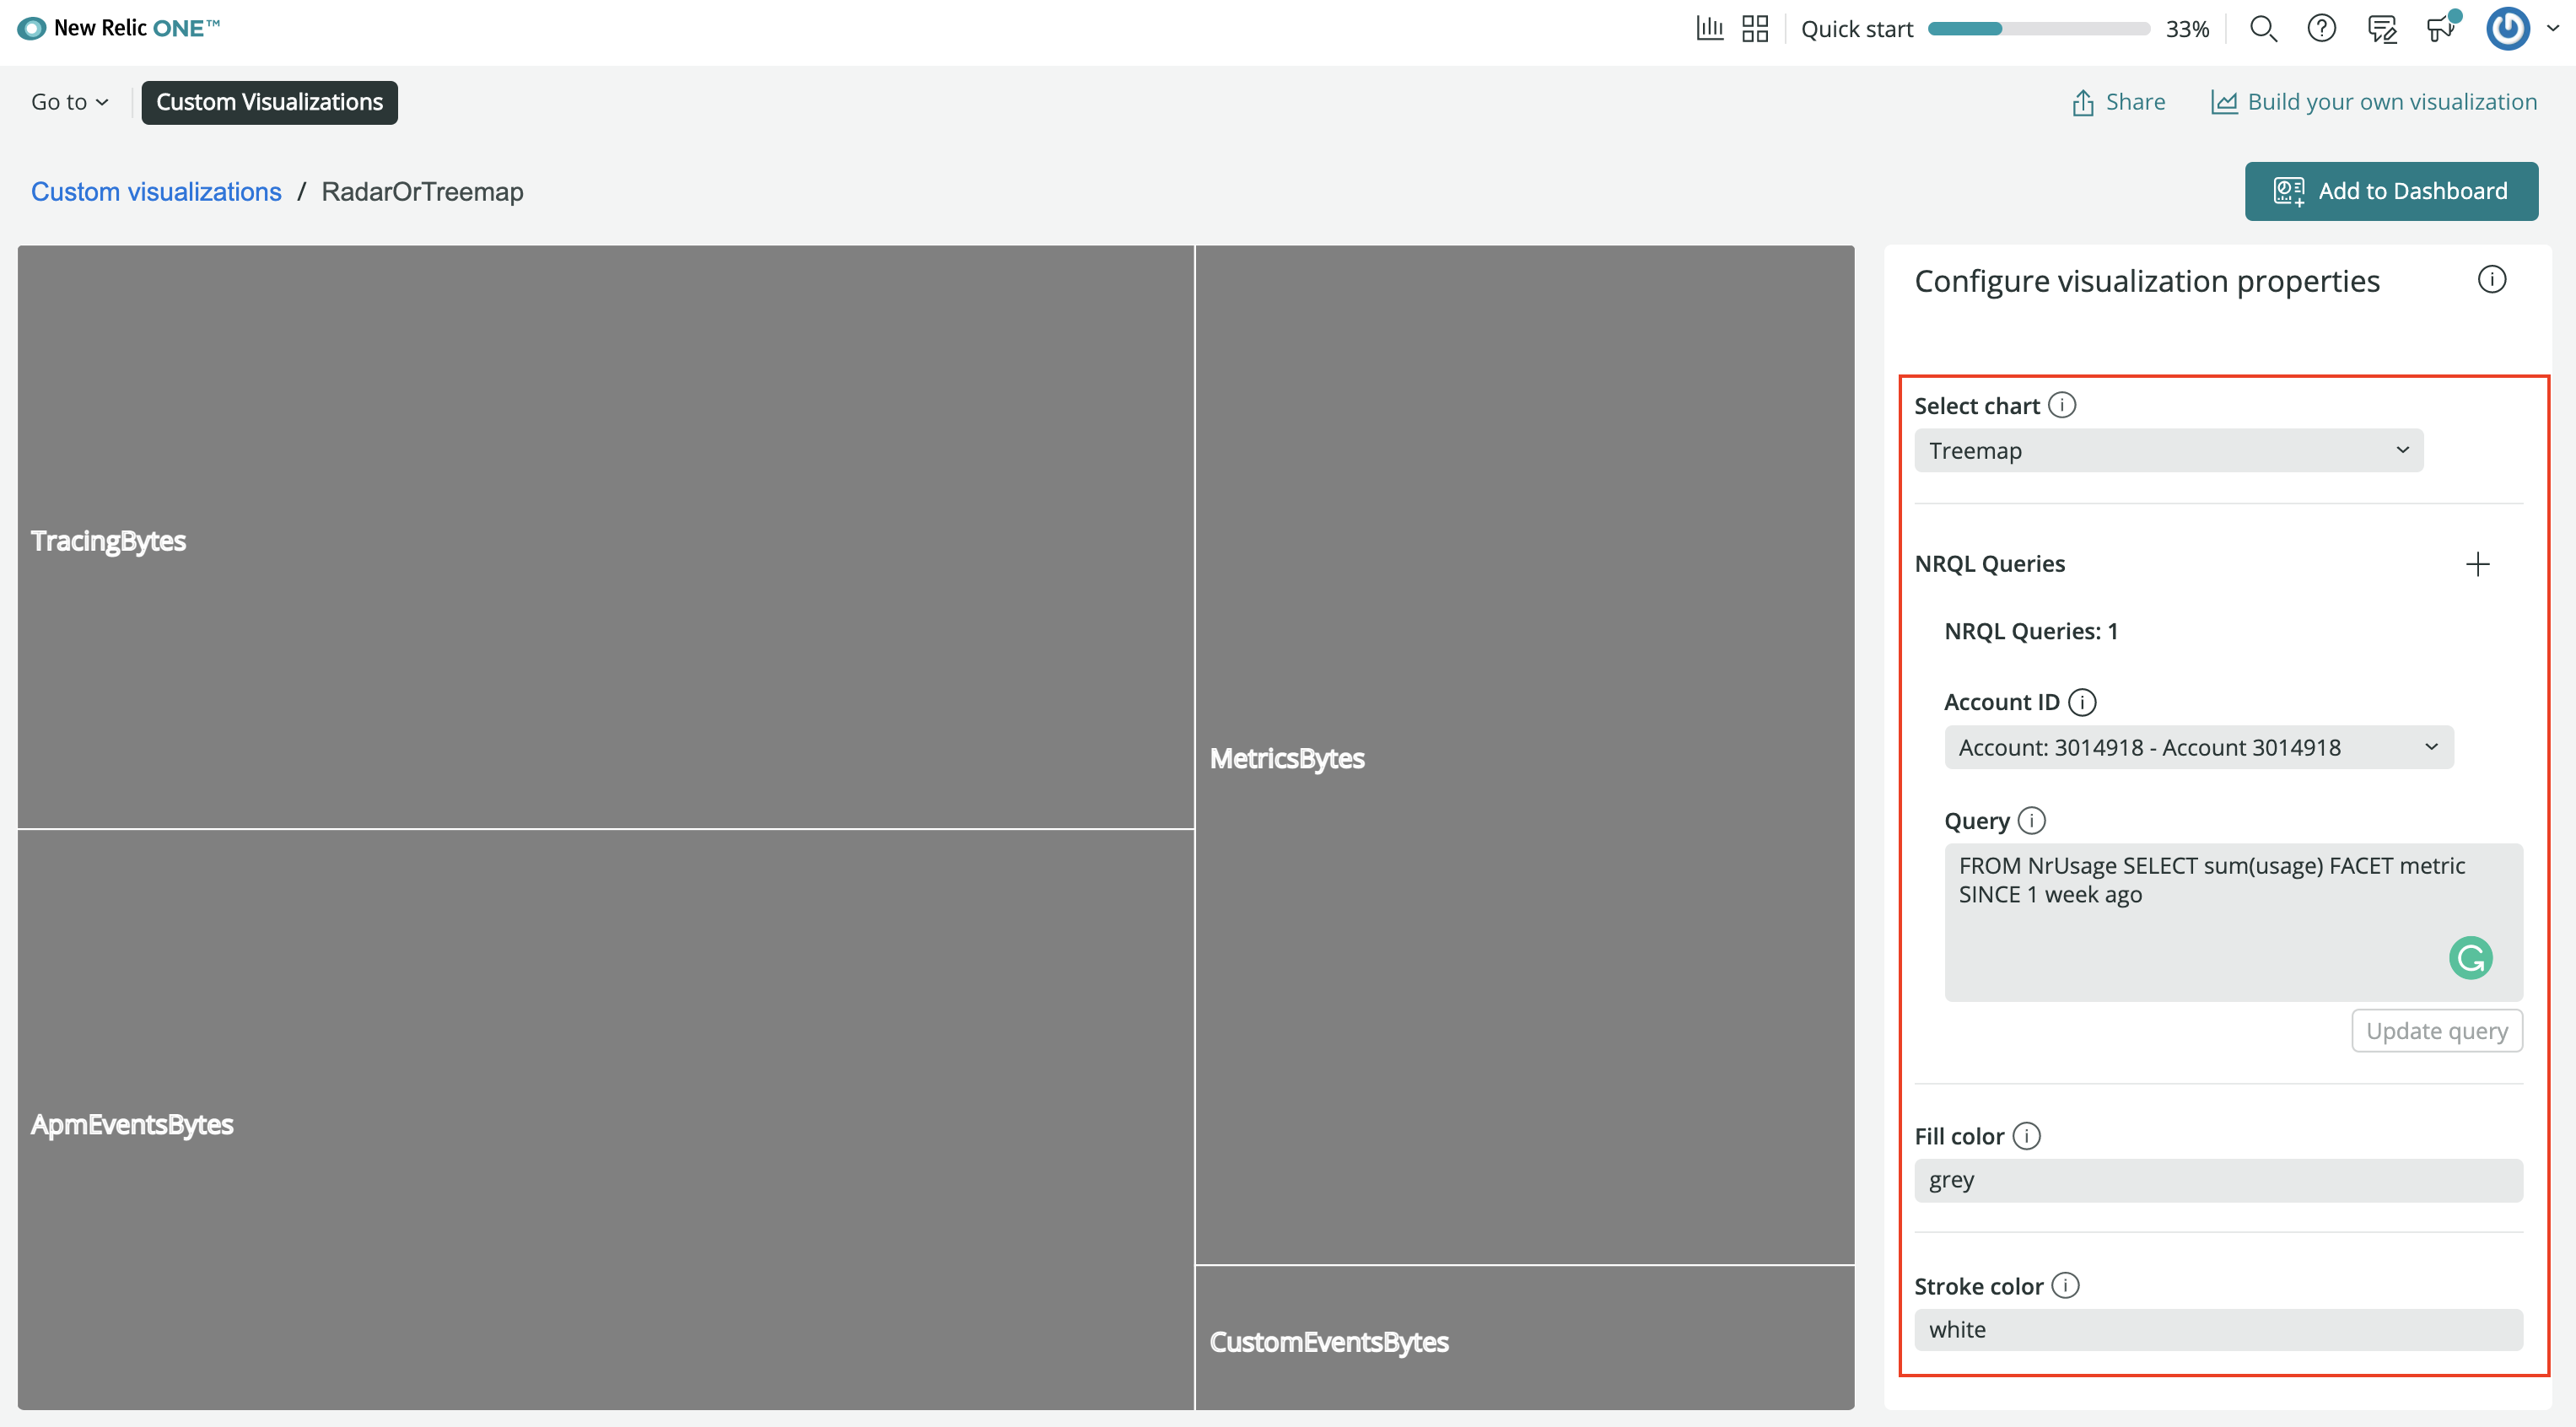 New Relic ONE™
Quick start 33%
Go to
Custom Visualizations
Share
Build your own visualization
Custom visualizations / RadarOrTreemap
Add to Dashboard
TracingBytes
MetricsBytes
ApmEventsBytes
CustomEventsBytes
Configure visualization properties
Select chart
Treemap
NRQL Queries
NRQL Queries: 1
Account ID
Account: 3014918 - Account 3014918
Query
FROM NrUsage SELECT sum(usage) FACET metric
SINCE 1 week ago
Update query
Fill color
grey
Stroke color
white